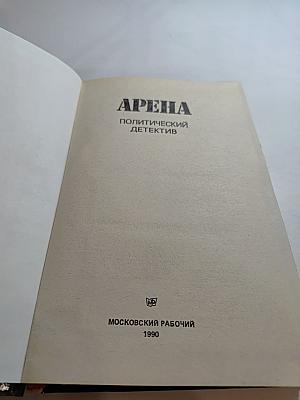 АРЕНА
ПОЛИТИЧЕСКИЙ
ДЕТЕКТИВ
МОСКОВСКИЙ РАБОЧИЙ
1990